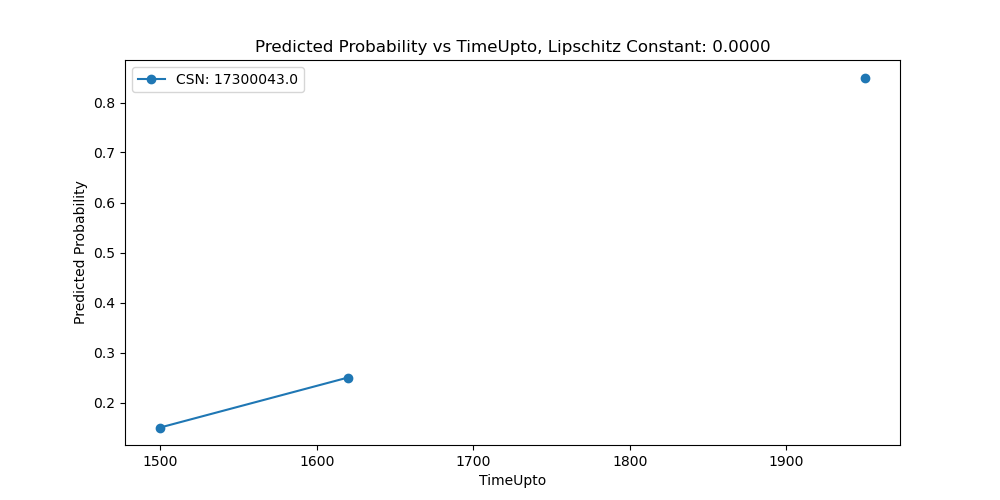 Predicted Probability vs TimeUpto, Lipschitz Constant: 0.0000
CSN: 17300043.0
Predicted Probability
0.8
0.7
0.6
0.5
0.4
0.3
0.2
1500 1600 1700 1800 1900
TimeUpto